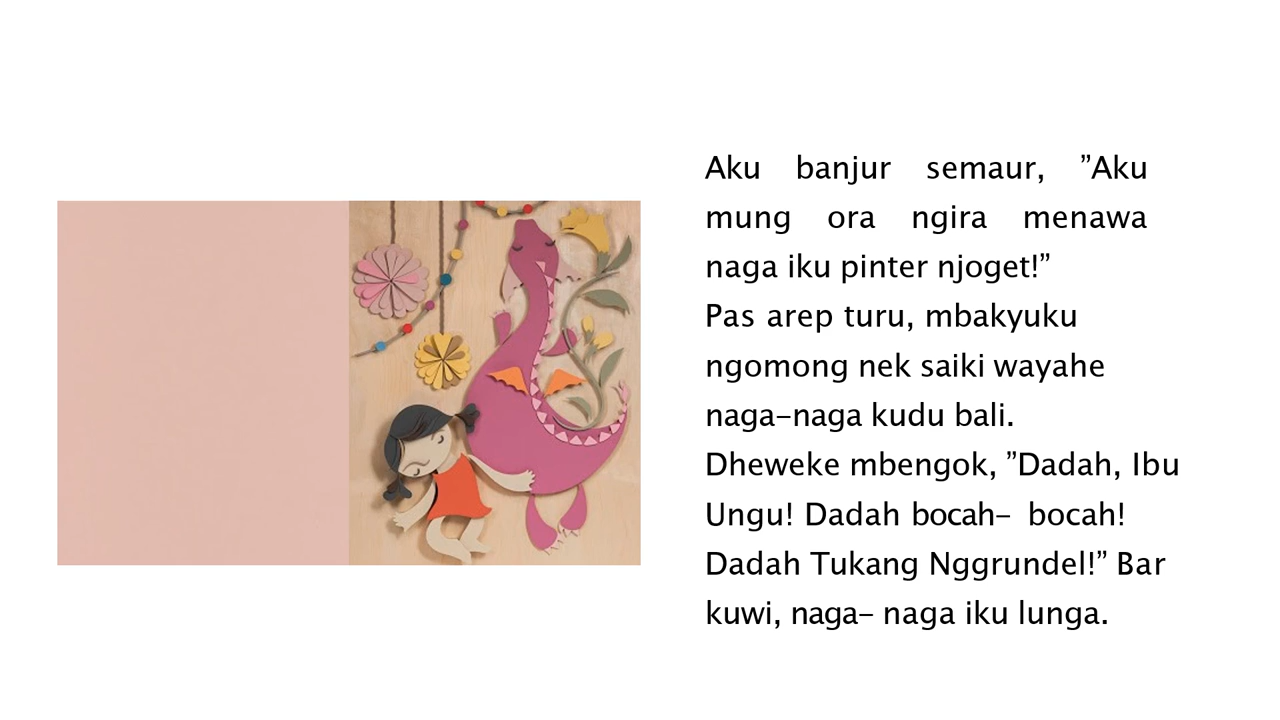 Aku banjur semaur, ”Aku
mung ora ngira menawa
naga iku pinter njoget!”
Pas arep turu, mbakyuku
ngomong nek saiki wayahe
naga-naga kudu bali.
Dheweke mbengok, ”Dadah, Ibu
Ungu! Dadah bocah- bocah!
Dadah Tukang Nggrundel!” Bar
kuwi, naga- naga iku lunga.